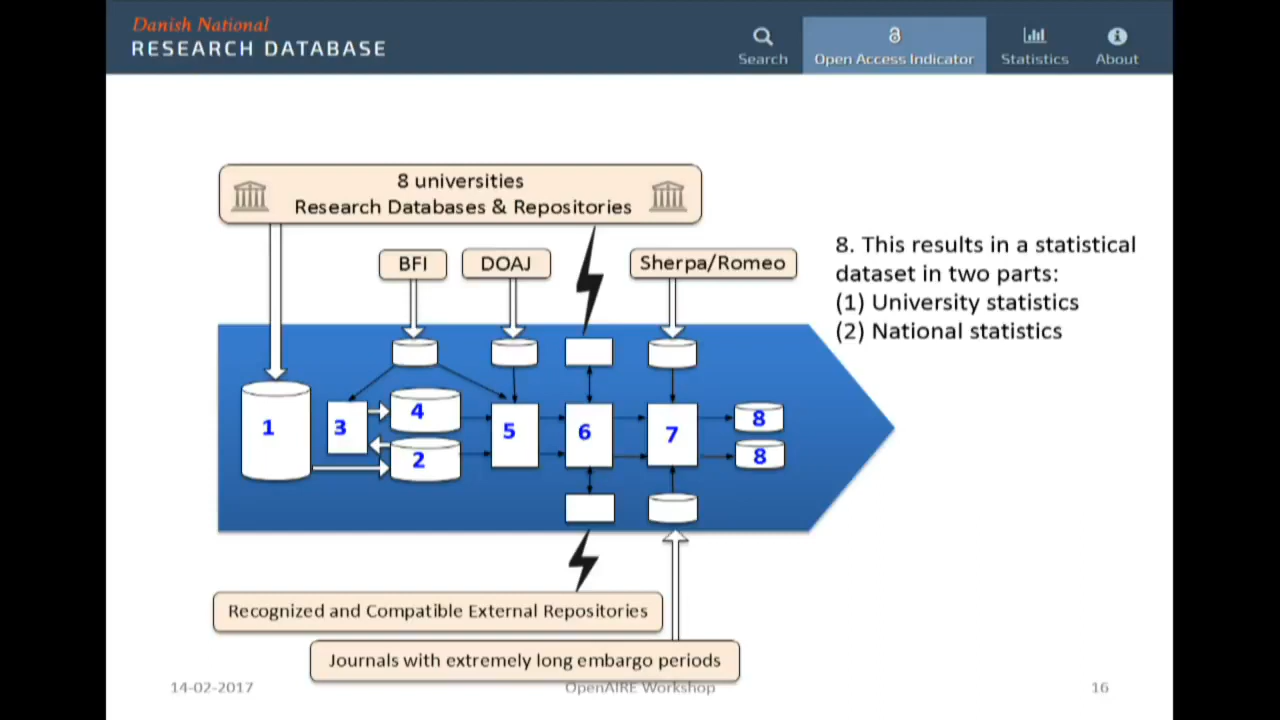 Danish National
RESEARCH DATABASE
Search
Open Access Indicator
Statistics
About
8 universities
Research Databases & Repositories
BFI
DOAJ
Sherpa/Romeo
8. This results in a statistical
dataset in two parts:
(1) University statistics
(2) National statistics
1
3
4
2
5
6
7
8
8
Recognized and Compatible External Repositories
Journals with extremely long embargo periods
14-02-2017
OpenAIRE Workshop
16